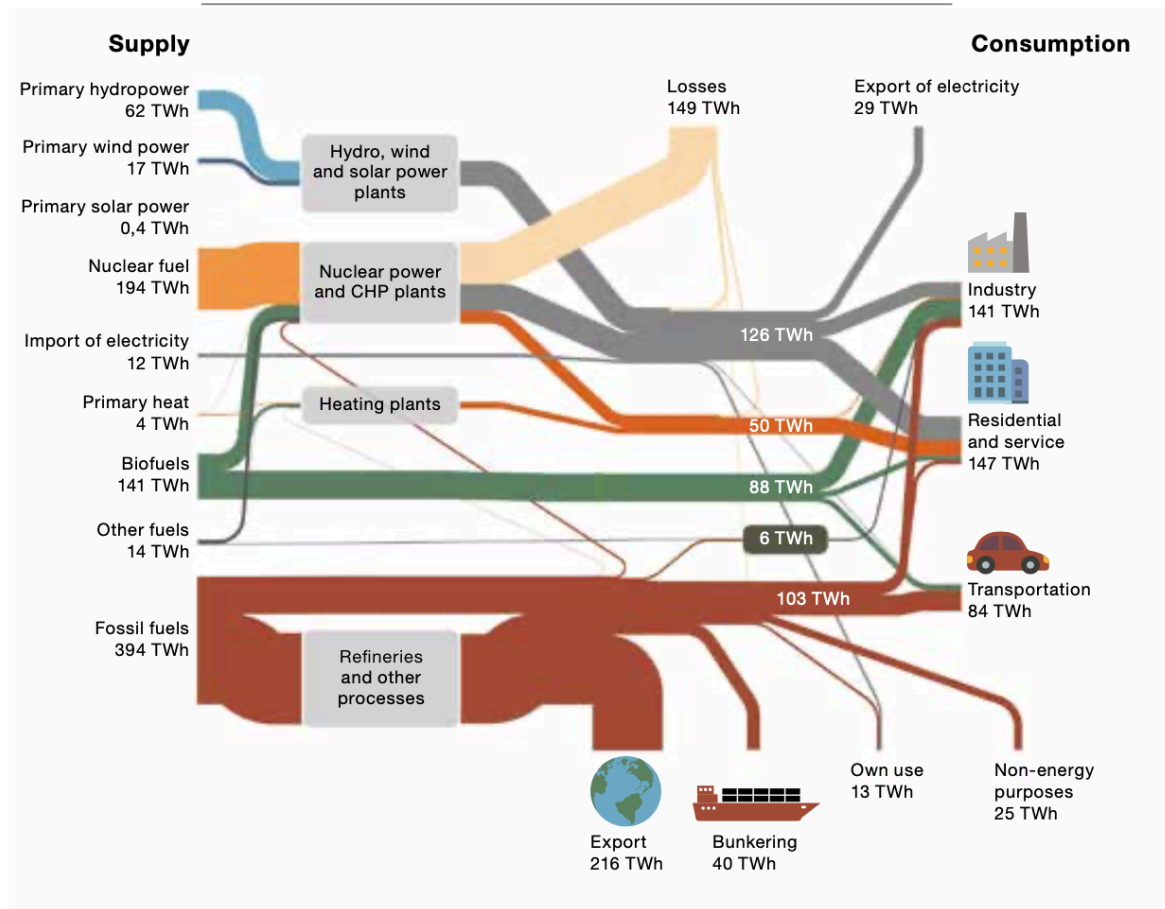 Supply
Consumption
Primary hydropower
62 TWh
Primary wind power
17 TWh
Primary solar power
0,4 TWh
Nuclear fuel
194 TWh
Import of electricity
12 TWh
Primary heat
4 TWh
Biofuels
141 TWh
Other fuels
14 TWh
Fossil fuels
394 TWh
Hydro, wind
and solar power
plants
Nuclear power
and CHP plants
Heating plants
Refineries
and other
processes
Losses
149 TWh
Export of electricity
29 TWh
126 TWh
50 TWh
88 TWh
6 TWh
103 TWh
Industry
141 TWh
Residential
and service
147 TWh
Transportation
84 TWh
Export
216 TWh
Bunkering
40 TWh
Own use
13 TWh
Non-energy
purposes
25 TWh